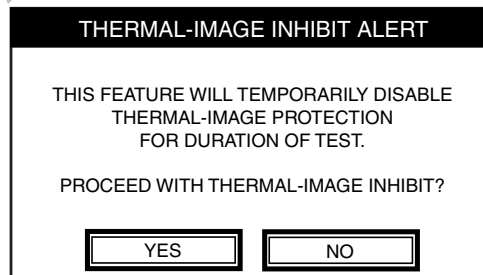 THERMAL-IMAGE INHIBIT ALERT
THIS FEATURE WILL TEMPORARILY DISABLE
THERMAL-IMAGE PROTECTION
FOR DURATION OF TEST.
PROCEED WITH THERMAL-IMAGE INHIBIT?
YES NO